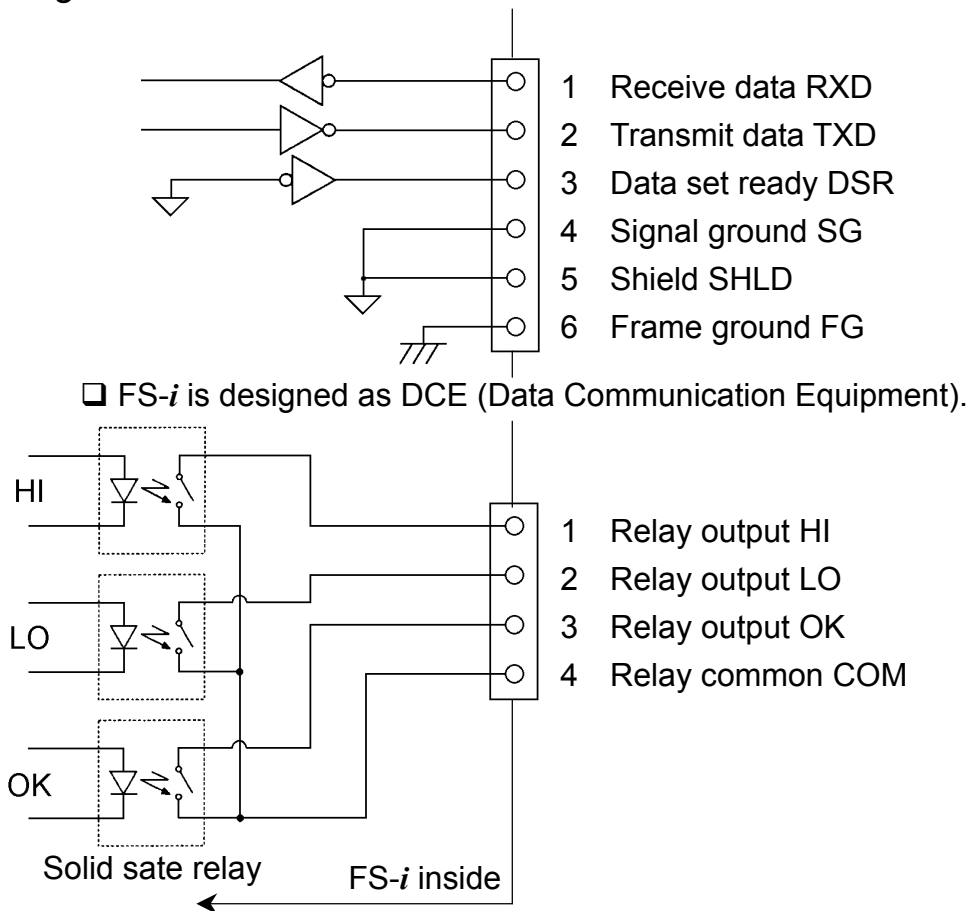 1 Receive data RXD
2 Transmit data TXD
3 Data set ready DSR
4 Signal ground SG
5 Shield SHLD
6 Frame ground FG
❑ FS-i is designed as DCE (Data Communication Equipment).
HI
1 Relay output HI
2 Relay output LO
3 Relay output OK
4 Relay common COM
LO
OK
Solid sate relay
FS-i inside